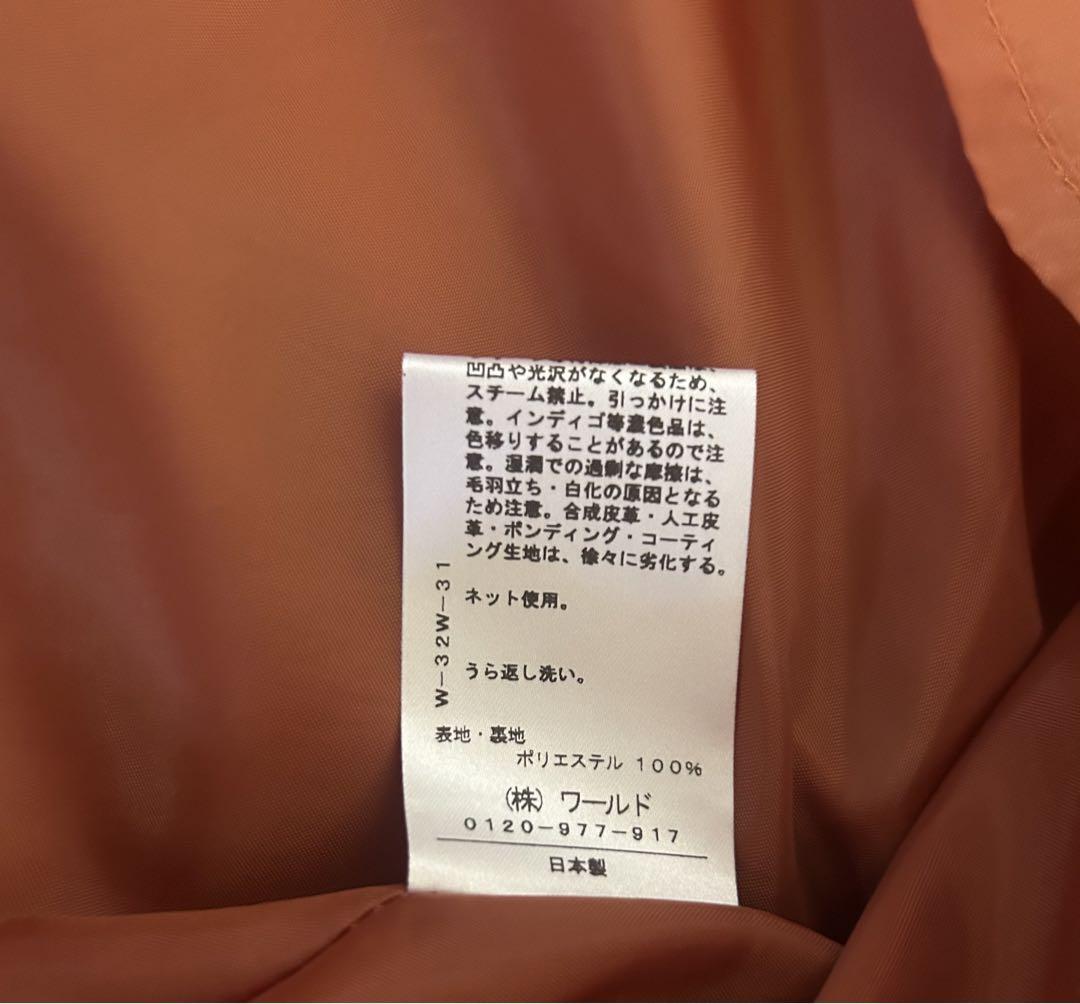 凹凸や光沢がなくなるため、
スチーム禁止。引っかけに注
意。インディゴ等濃色品は、
色移りすることがあるので注
意。湿潤での過剰な摩擦は、
毛羽立ち・白化の原因となる
ため注意。合成皮革・人工皮
革・ボンディング・コーティ
ング生地は、徐々に劣化する。
ネット使用。
うら返し洗い。
W-32W-31
表地・裏地
ポリエステル 100%
(株) ワールド
0120-977-917
日本製